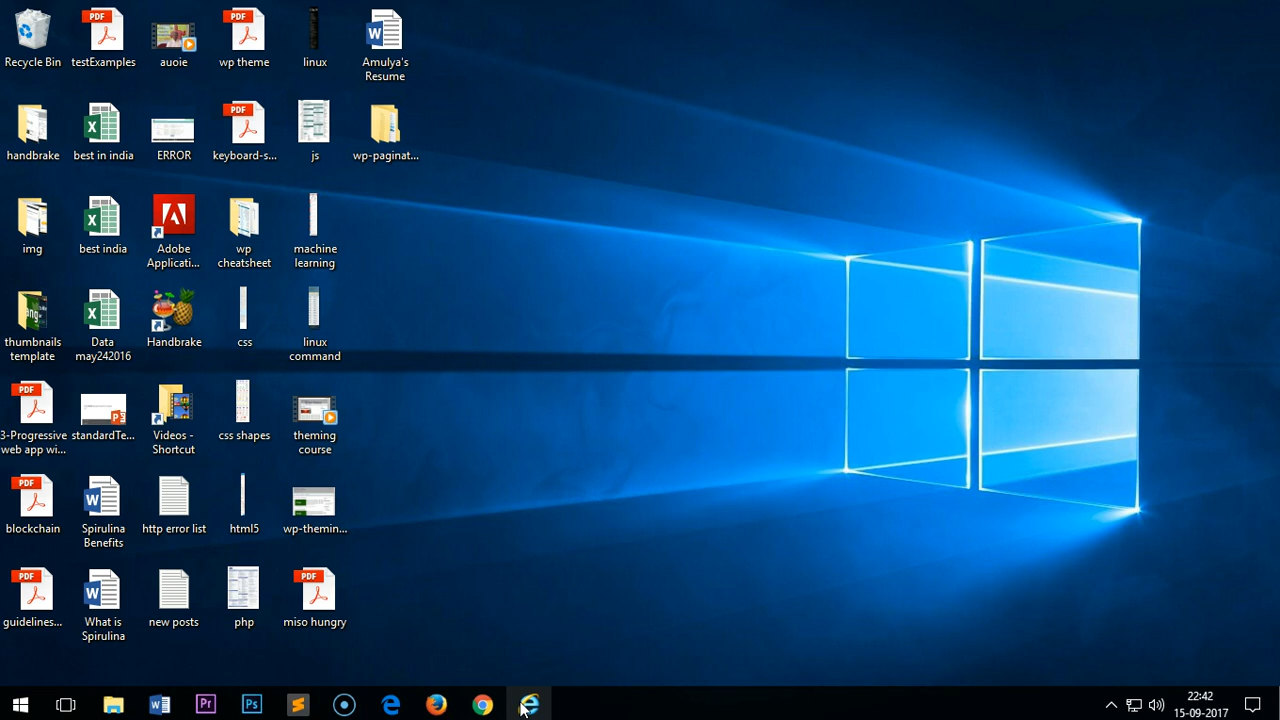 Recycle Bin
testExamples
auoie
wp theme
linux
Amulya's
Resume
handbrake
best in india
ERROR
keyboard-s...
js
wp-paginat...
img
best india
Adobe
Applicati...
wp
cheatsheet
machine
learning
thumbnails
template
Data
may242016
Handbrake
css
linux
command
3-Progressive
web app wi...
standardTe...
Videos -
Shortcut
css shapes
theming
course
blockchain
Spirulina
Benefits
http error list
html5
wp-themin...
guidelines...
What is
Spirulina
new posts
php
miso hungry
22:42
15-09-2017